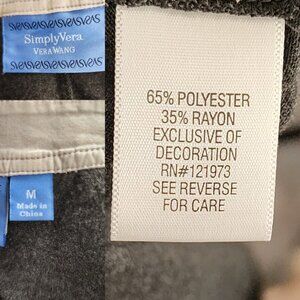 SimplyVera
VERA WANG
M
Made in
China
65% POLYESTER
35% RAYON
EXCLUSIVE OF
DECORATION
RN#121973
SEE REVERSE
FOR CARE